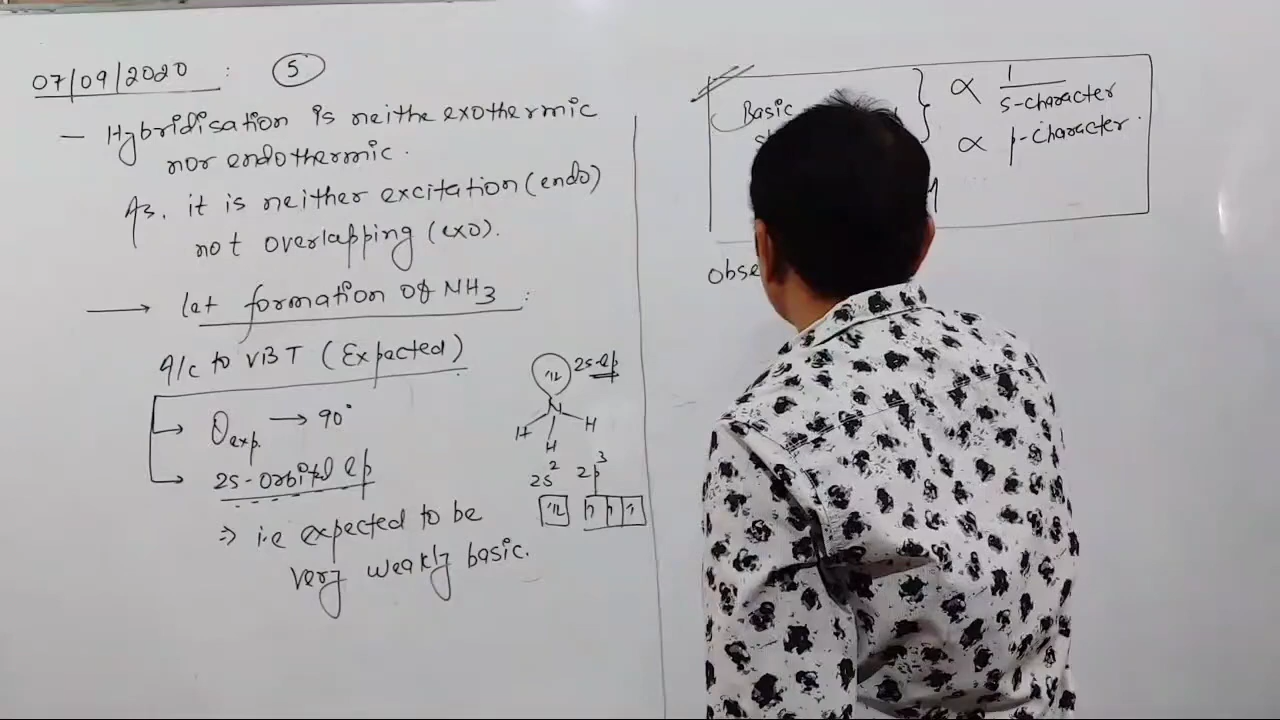 07/09/2020 : 5
— Hybridisation is neithe exothermic
nor endothermic.
As. it is neither excitation (endo)
not overlapping (exo).
→ let formation of NH3 :
A/c to VBT (Expected)
θexp. → 90°
2s-orbital lp
⇒ i.e expected to be
very weakly basic.
2s-lp
N
H H H
2s² 2p³
Basic } ∝ 1/s-character
∝ p-character.
obse